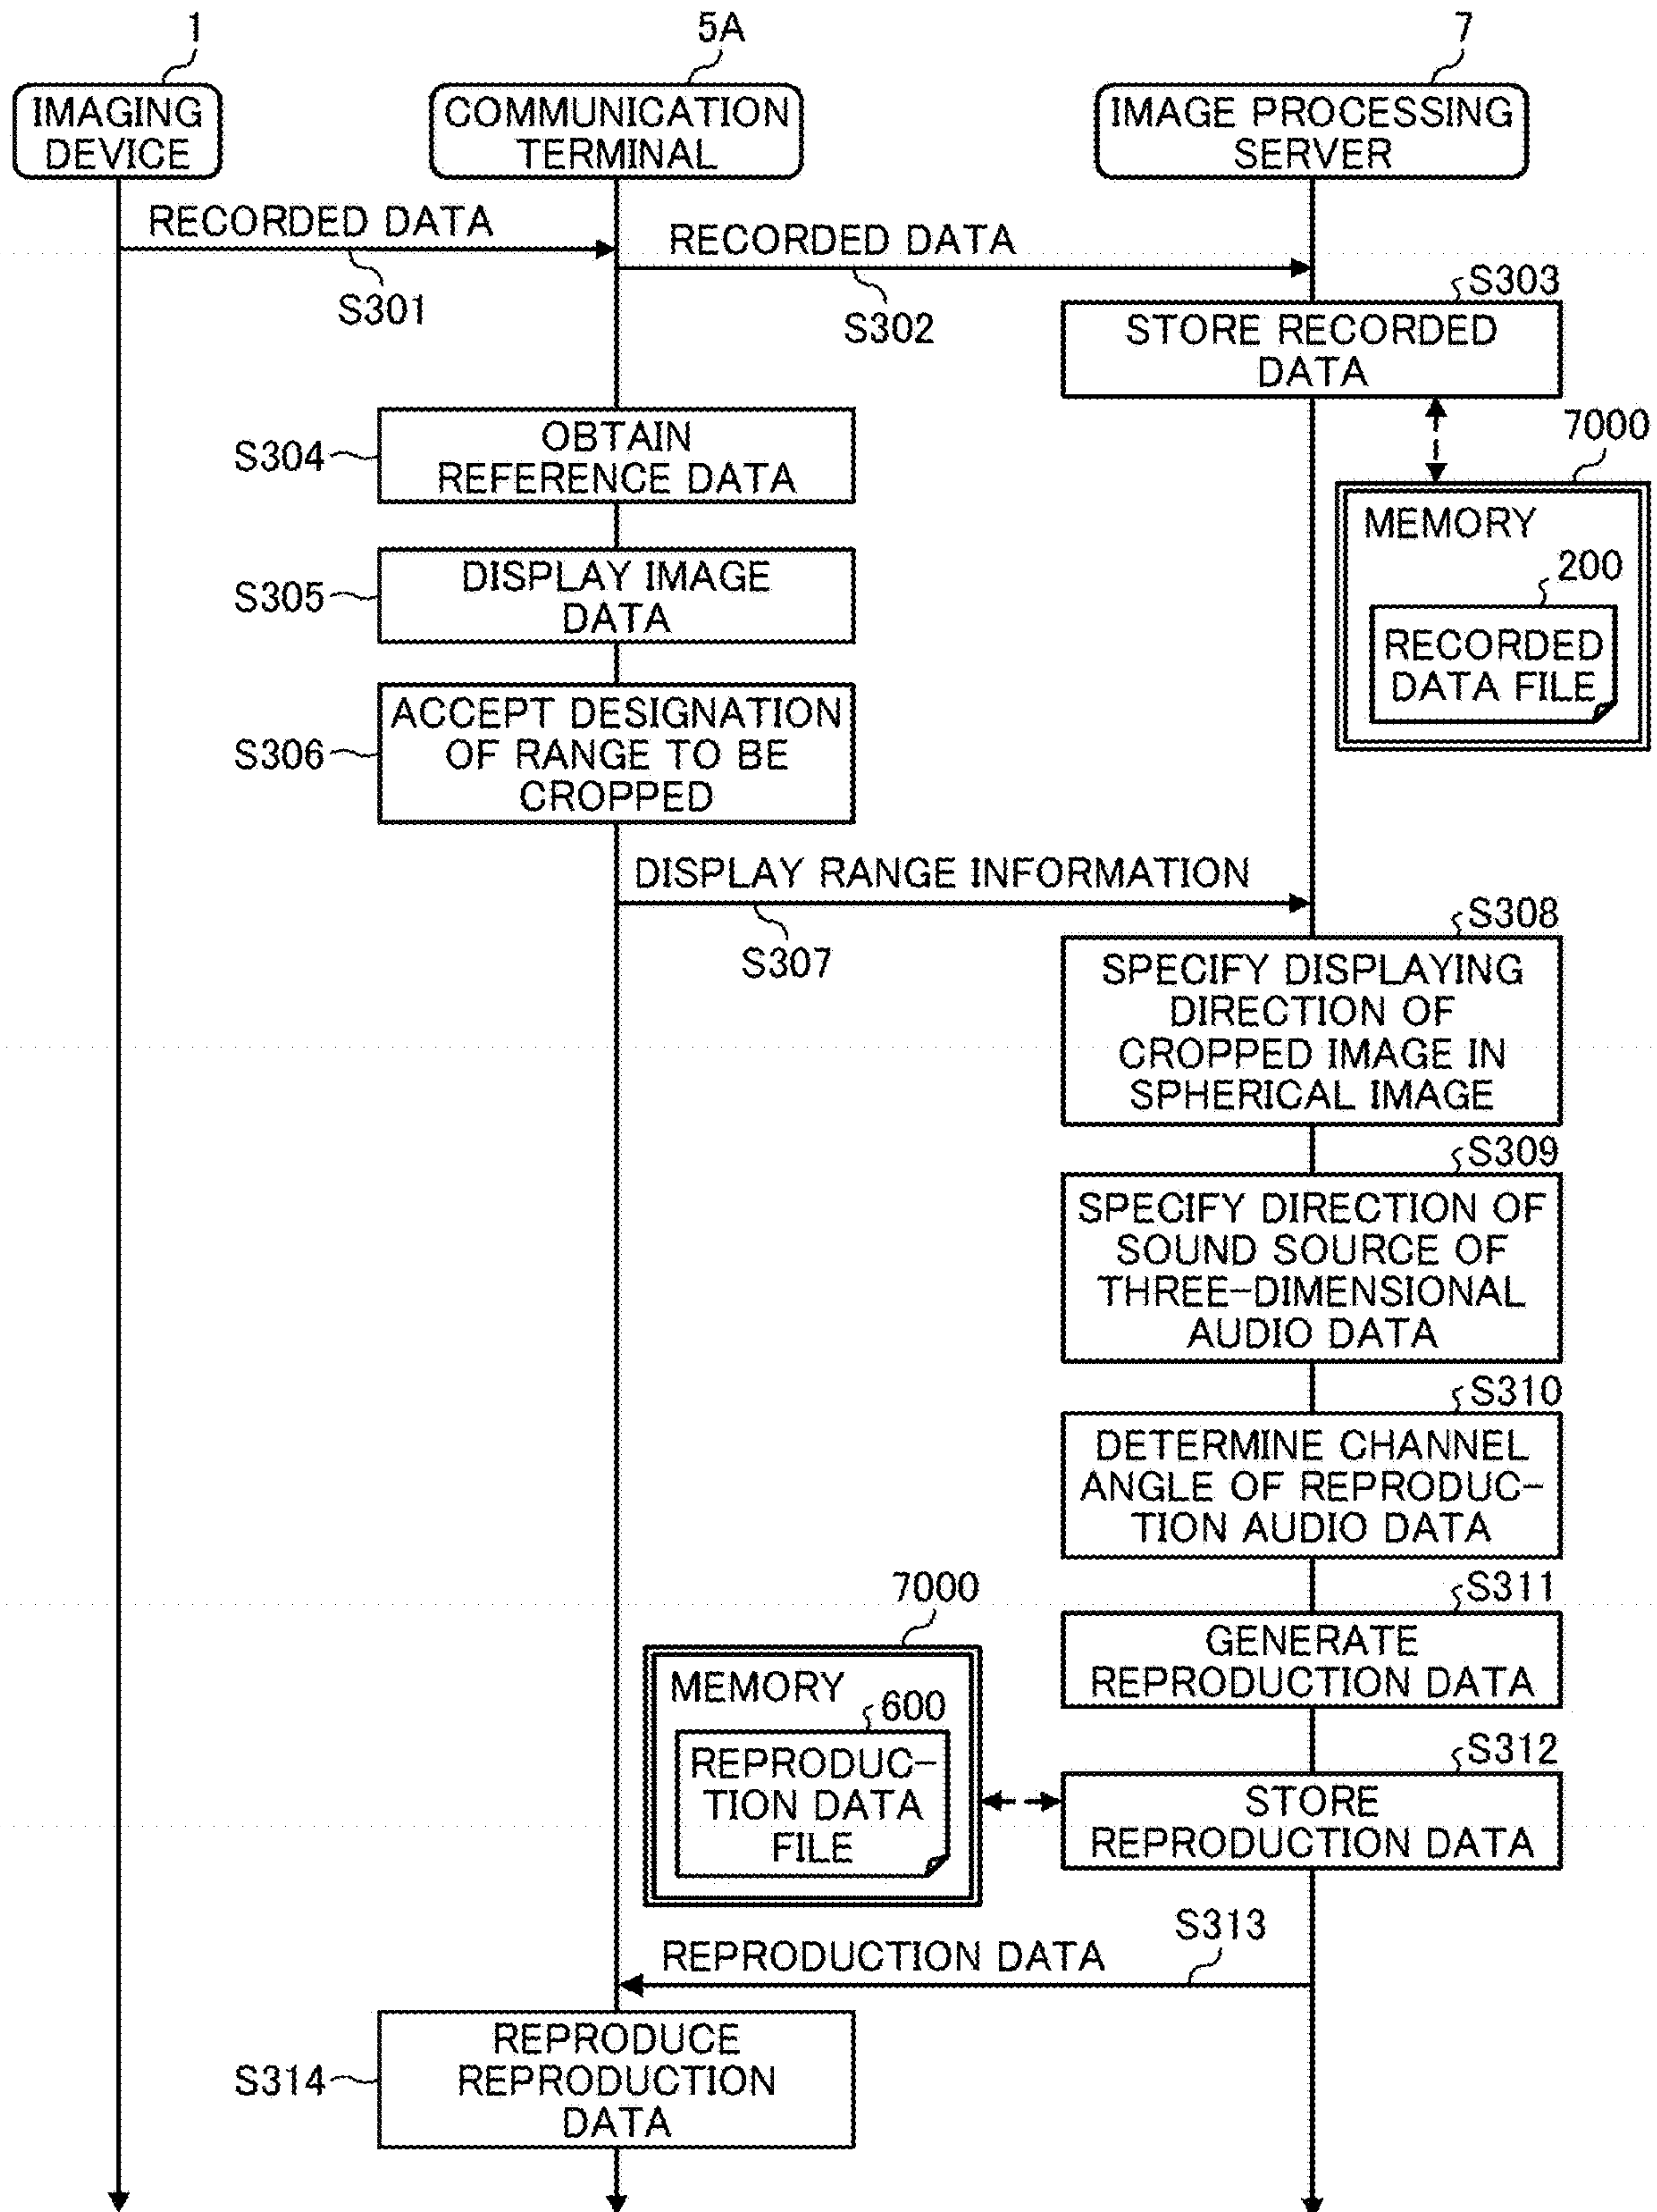 1
5A
7
IMAGING
DEVICE
COMMUNICATION
TERMINAL
IMAGE PROCESSING
SERVER
RECORDED DATA
S301
RECORDED DATA
S302
S303
STORE RECORDED
DATA
S304
OBTAIN
REFERENCE DATA
7000
MEMORY
200
RECORDED
DATA FILE
S305
DISPLAY IMAGE
DATA
S306
ACCEPT DESIGNATION
OF RANGE TO BE
CROPPED
DISPLAY RANGE INFORMATION
S307
S308
SPECIFY DISPLAYING
DIRECTION OF
CROPPED IMAGE IN
SPHERICAL IMAGE
S309
SPECIFY DIRECTION OF
SOUND SOURCE OF
THREE-DIMENSIONAL
AUDIO DATA
S310
DETERMINE CHANNEL
ANGLE OF REPRODUC-
TION AUDIO DATA
S311
GENERATE
REPRODUCTION DATA
7000
MEMORY
600
REPRODUC-
TION DATA
FILE
S312
STORE
REPRODUCTION DATA
S313
REPRODUCTION DATA
S314
REPRODUCE
REPRODUCTION
DATA